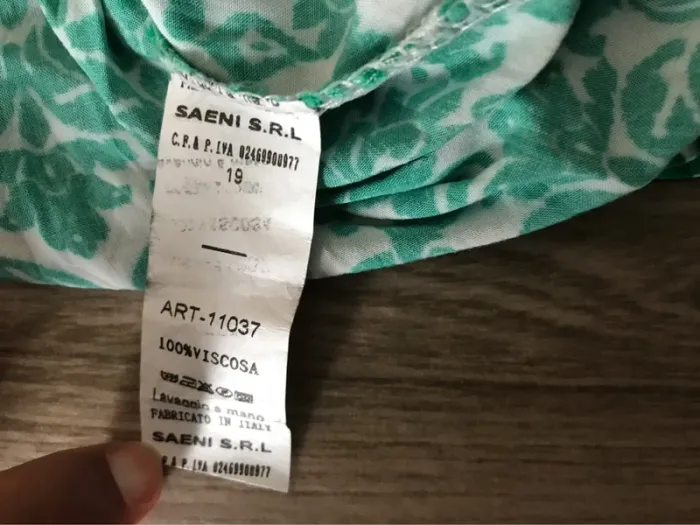 SAENI S.R.L
C.F.& P.IVA 02469900977
19
ART-11037
100%VISCOSA
Lavaggio a mano
FABRICATO IN ITALY
SAENI S.R.L
P.IVA 02469900977